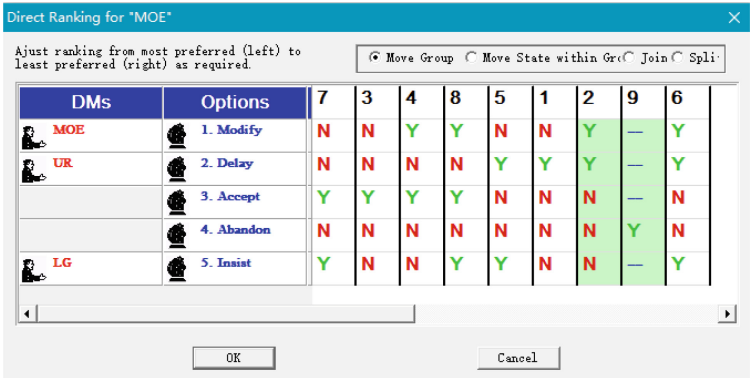 Direct Ranking for "MOE"
Ajust ranking from most preferred (left) to
least preferred (right) as required.
Move Group Move State within Gr Join Spli
DMs Options 7 3 4 8 5 1 2 9 6
MOE 1. Modify N N Y Y N N Y — Y
UR 2. Delay N N N N Y Y Y — Y
3. Accept Y Y Y Y N N N — N
4. Abandon N N N N N N N Y N
LG 5. Insist Y N N Y Y N N — Y
OK Cancel